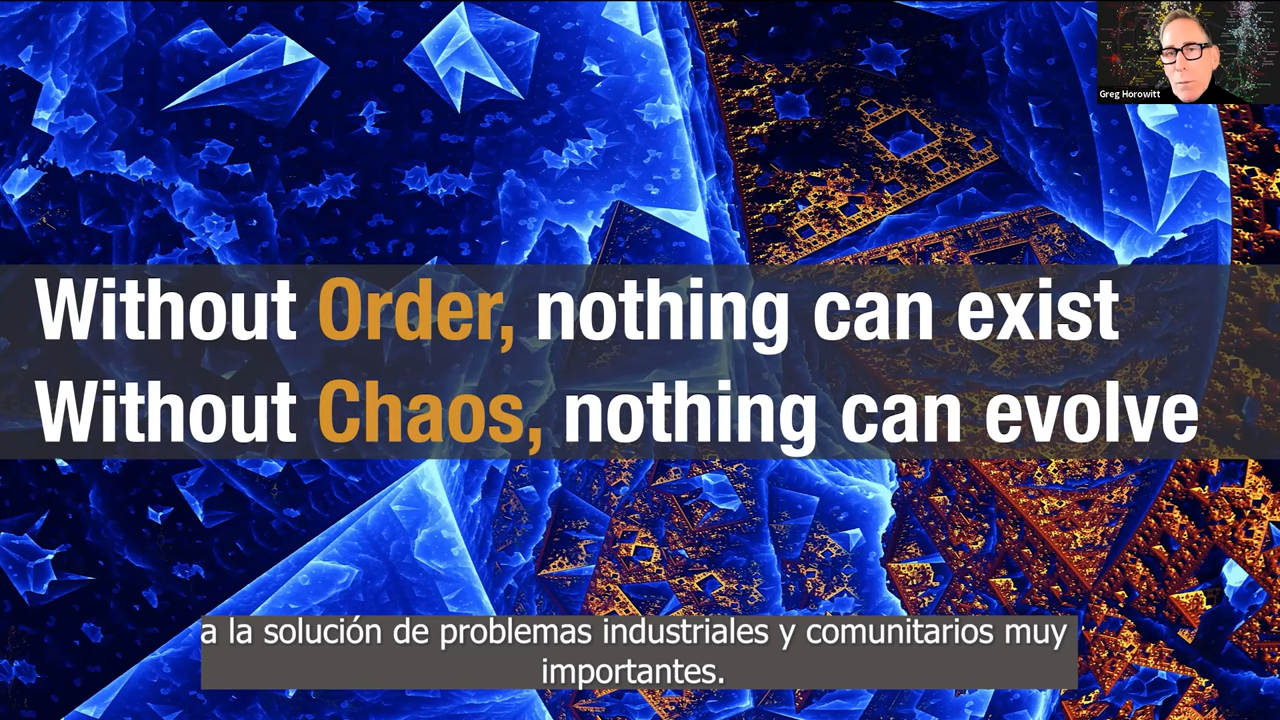 Greg Horowitt
Without Order, nothing can exist
Without Chaos, nothing can evolve
a la solución de problemas industriales y comunitarios muy
importantes.